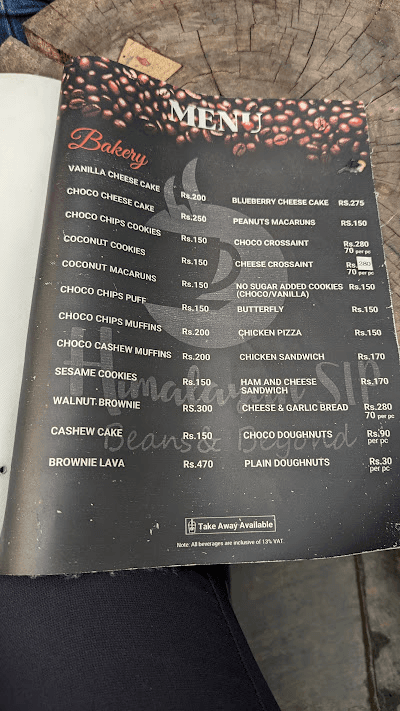 MENU
Bakery
VANILLA CHEESE CAKE Rs.200
CHOCO CHEESE CAKE Rs.250
CHOCO CHIPS COOKIES Rs.150
COCONUT COOKIES Rs.150
COCONUT MACARUNS Rs.150
CHOCO CHIPS PUFF Rs.150
CHOCO CHIPS MUFFINS Rs.200
CHOCO CASHEW MUFFINS Rs.200
SESAME COOKIES Rs.150
WALNUT BROWNIE Rs.300
CASHEW CAKE Rs.150
BROWNIE LAVA Rs.470
BLUEBERRY CHEESE CAKE Rs.275
PEANUTS MACARUNS Rs.150
CHOCO CROSSAINT Rs.280
70 per pc
CHEESE CROSSAINT Rs.280
70 per pc
NO SUGAR ADDED COOKIES Rs.150
(CHOCO/VANILLA)
BUTTERFLY Rs.150
CHICKEN PIZZA Rs.150
CHICKEN SANDWICH Rs.170
HAM AND CHEESE Rs.170
SANDWICH
CHEESE & GARLIC BREAD Rs.280
70 per pc
CHOCO DOUGHNUTS Rs.90
per pc
PLAIN DOUGHNUTS Rs.30
per pc
Himalayan SIP
Beans & Beyond
Take Away Available
Note: All beverages are inclusive of 13% VAT.